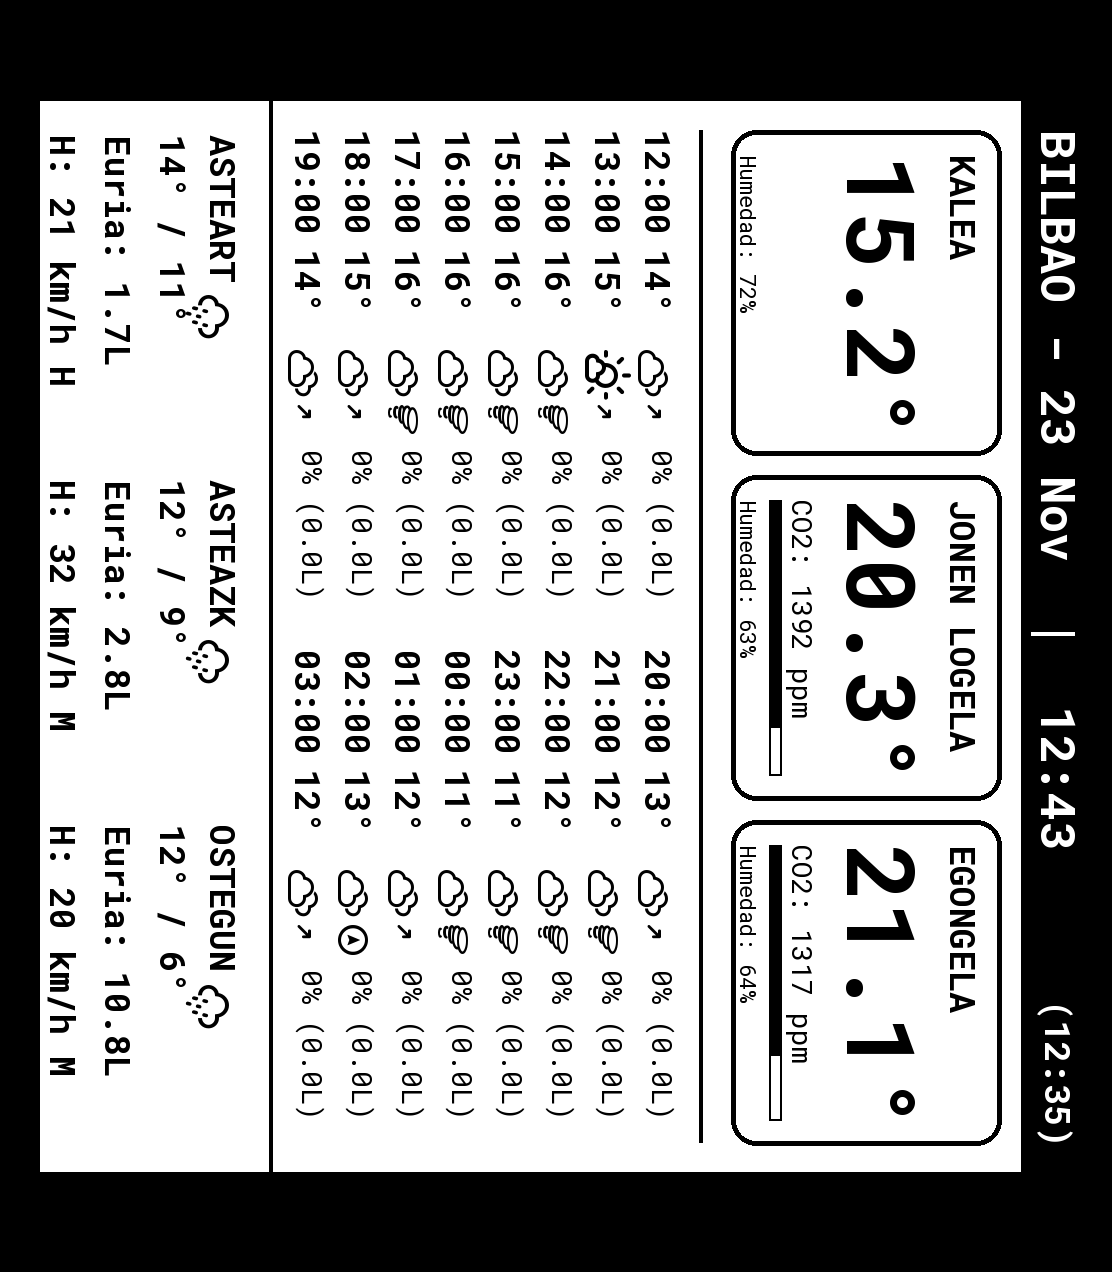 BILBAO - 23 Nov | 12:43 (12:35)
KALEA
15.2°
Humedad: 72%
JONEN LOGELA
20.3°
CO2: 1392 ppm
Humedad: 63%
EGONGELA
21.1°
CO2: 1317 ppm
Humedad: 64%
12:00 14° 0% (0.0L)
13:00 15° 0% (0.0L)
14:00 16° 0% (0.0L)
15:00 16° 0% (0.0L)
16:00 16° 0% (0.0L)
17:00 16° 0% (0.0L)
18:00 15° 0% (0.0L)
19:00 14° 0% (0.0L)
20:00 13° 0% (0.0L)
21:00 12° 0% (0.0L)
22:00 12° 0% (0.0L)
23:00 11° 0% (0.0L)
00:00 11° 0% (0.0L)
01:00 12° 0% (0.0L)
02:00 13° 0% (0.0L)
03:00 12° 0% (0.0L)
ASTEART
14° / 11°
Euria: 1.7L
H: 21 km/h H
ASTEAZK
12° / 9°
Euria: 2.8L
H: 32 km/h M
OSTEGUN
12° / 6°
Euria: 10.8L
H: 20 km/h M